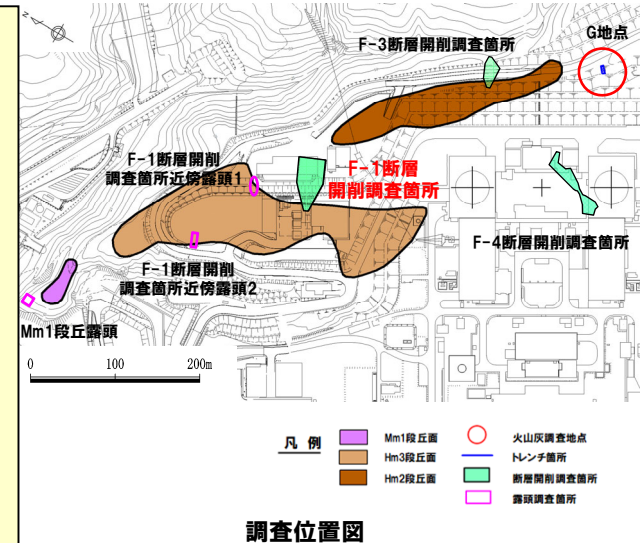 N
F-3断層開削調査箇所
G地点
F-1断層開削
調査箇所近傍露頭1
F-1断層
開削調査箇所
F-4断層開削調査箇所
F-1断層開削
調査箇所近傍露頭2
Mm1段丘露頭
0 100 200m
凡 例
Mm1段丘面
火山灰調査地点
Hm3段丘面
トレンチ箇所
Hm2段丘面
断層開削調査箇所
露頭調査箇所
調査位置図